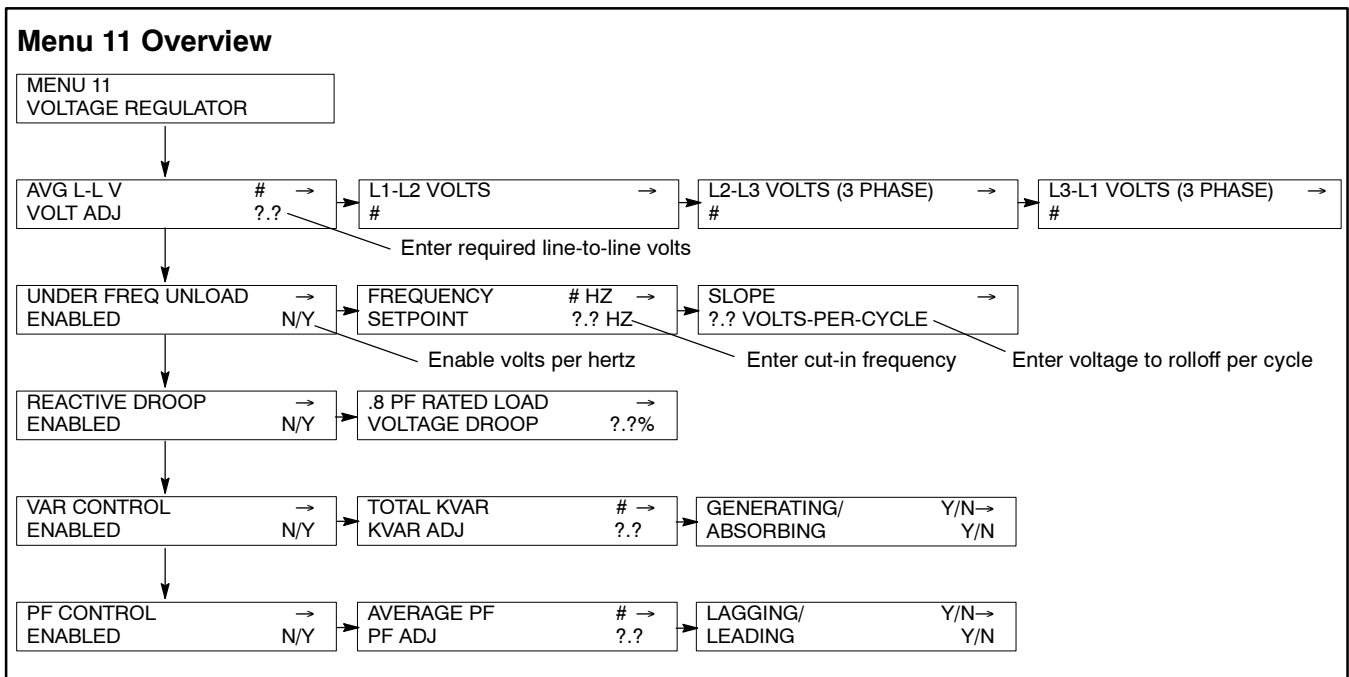 Menu 11 Overview
MENU 11
VOLTAGE REGULATOR
AVG L-L V # →
VOLT ADJ ?.?
L1-L2 VOLTS →
#
L2-L3 VOLTS (3 PHASE) →
#
L3-L1 VOLTS (3 PHASE) →
#
Enter required line-to-line volts
UNDER FREQ UNLOAD →
ENABLED N/Y
FREQUENCY # HZ →
SETPOINT ?.? HZ
SLOPE →
?.? VOLTS-PER-CYCLE
Enable volts per hertz
Enter cut-in frequency
Enter voltage to rolloff per cycle
REACTIVE DROOP →
ENABLED N/Y
.8 PF RATED LOAD →
VOLTAGE DROOP ?.?%
VAR CONTROL →
ENABLED N/Y
TOTAL KVAR # →
KVAR ADJ ?.?
GENERATING/ Y/N→
ABSORBING Y/N
PF CONTROL →
ENABLED N/Y
AVERAGE PF # →
PF ADJ ?.?
LAGGING/ Y/N→
LEADING Y/N